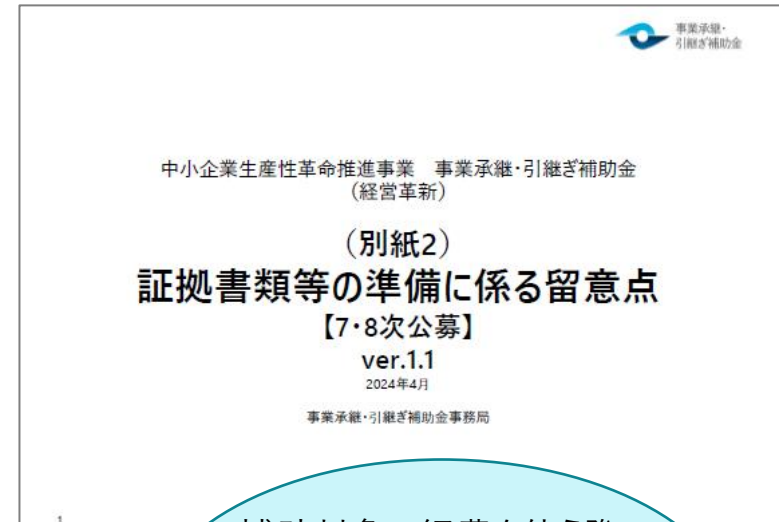 事業承継・
引継ぎ補助金
中小企業生産性革命推進事業　事業承継・引継ぎ補助金
（経営革新）
（別紙2）
証拠書類等の準備に係る留意点
【7・8次公募】
ver.1.1
2024年4月
事業承継・引継ぎ補助金事務局
1